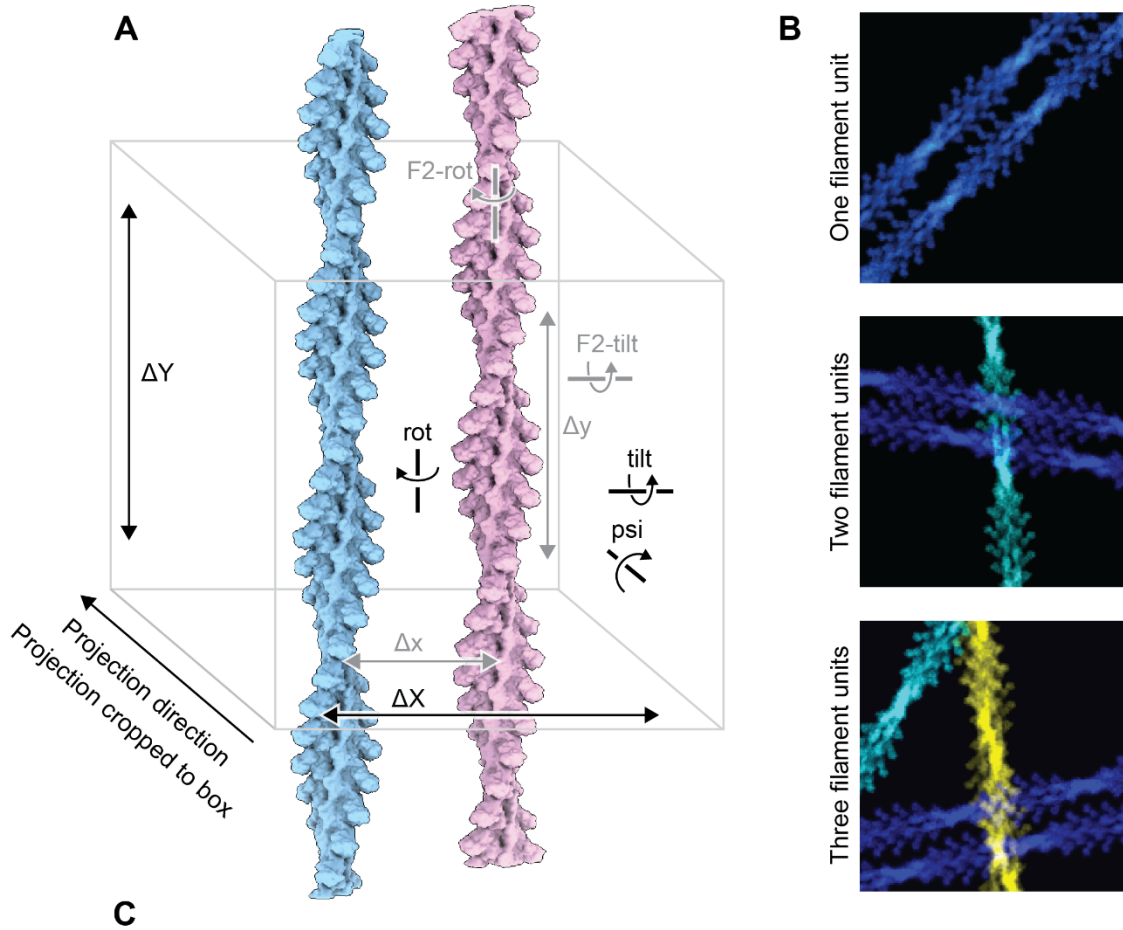 A
B
F2-rot
One filament unit
ΔY
F2-tilt
Δy
rot
tilt
psi
Two filament units
Δx
ΔX
Projection direction
Projection cropped to box
Three filament units
C